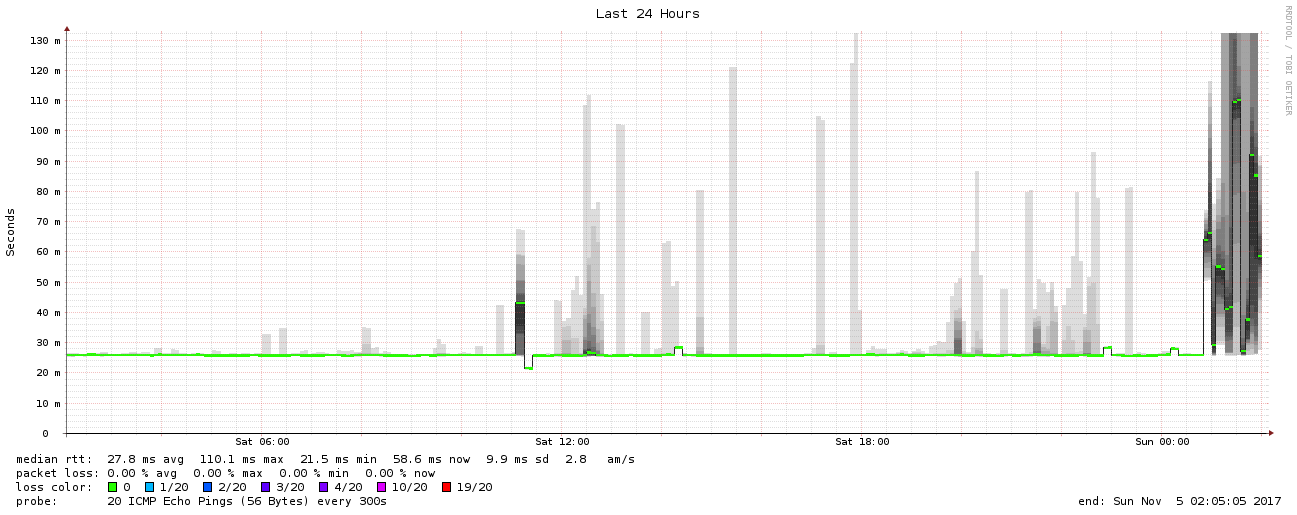 Last 24 Hours
RRDTOOL / TOBI OETIKER
Seconds
130 m
120 m
110 m
100 m
90 m
80 m
70 m
60 m
50 m
40 m
30 m
20 m
10 m
0
Sat 06:00 Sat 12:00 Sat 18:00 Sun 00:00
median rtt: 27.8 ms avg 110.1 ms max 21.5 ms min 58.6 ms now 9.9 ms sd 2.8 am/s
packet loss: 0.00 % avg 0.00 % max 0.00 % min 0.00 % now
loss color: 0 1/20 2/20 3/20 4/20 10/20 19/20
probe: 20 ICMP Echo Pings (56 Bytes) every 300s end: Sun Nov 5 02:05:05 2017